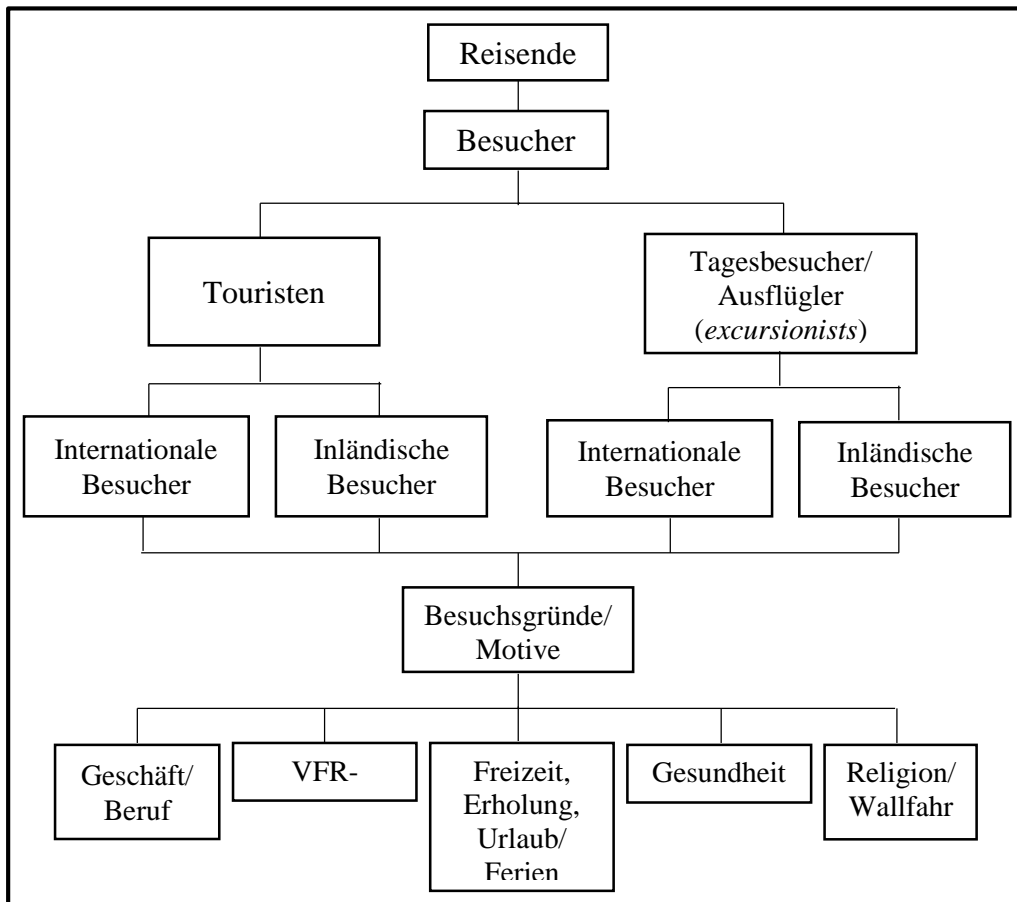 Reisende
Besucher
Touristen
Tagesbesucher/
Ausflügler
(excursionists)
Internationale
Besucher
Inländische
Besucher
Internationale
Besucher
Inländische
Besucher
Besuchsgründe/
Motive
Geschäft/
Beruf
VFR-
Freizeit,
Erholung,
Urlaub/
Ferien
Gesundheit
Religion/
Wallfahr